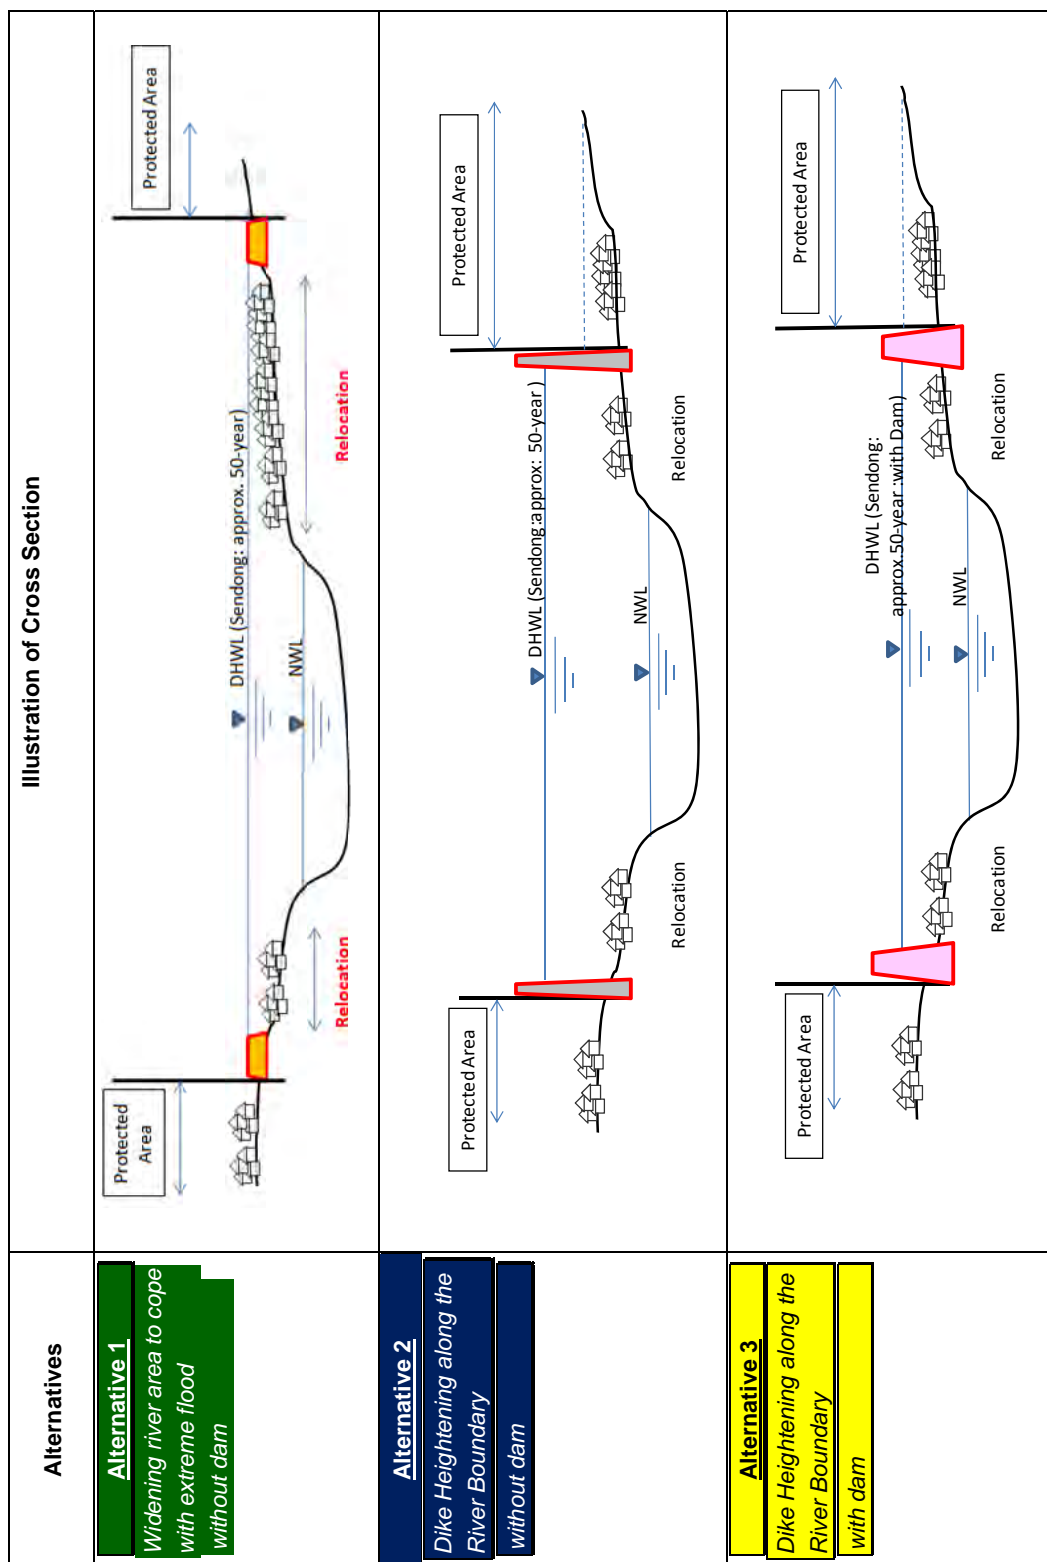 Alternatives
Illustration of Cross Section
Alternative 1
Widening river area to cope
with extreme flood
without dam
Protected
Area
Relocation
NWL
DHWL (Sendong: approx. 50-year)
Relocation
Protected Area
Alternative 2
Dike Heightening along the
River Boundary
without dam
Protected Area
Relocation
NWL
DHWL (Sendong :approx: 50-year )
Relocation
Protected Area
Alternative 3
Dike Heightening along the
River Boundary
with dam
Protected Area
Relocation
NWL
DHWL (Sendong:
approx.50-year :with Dam)
Relocation
Protected Area